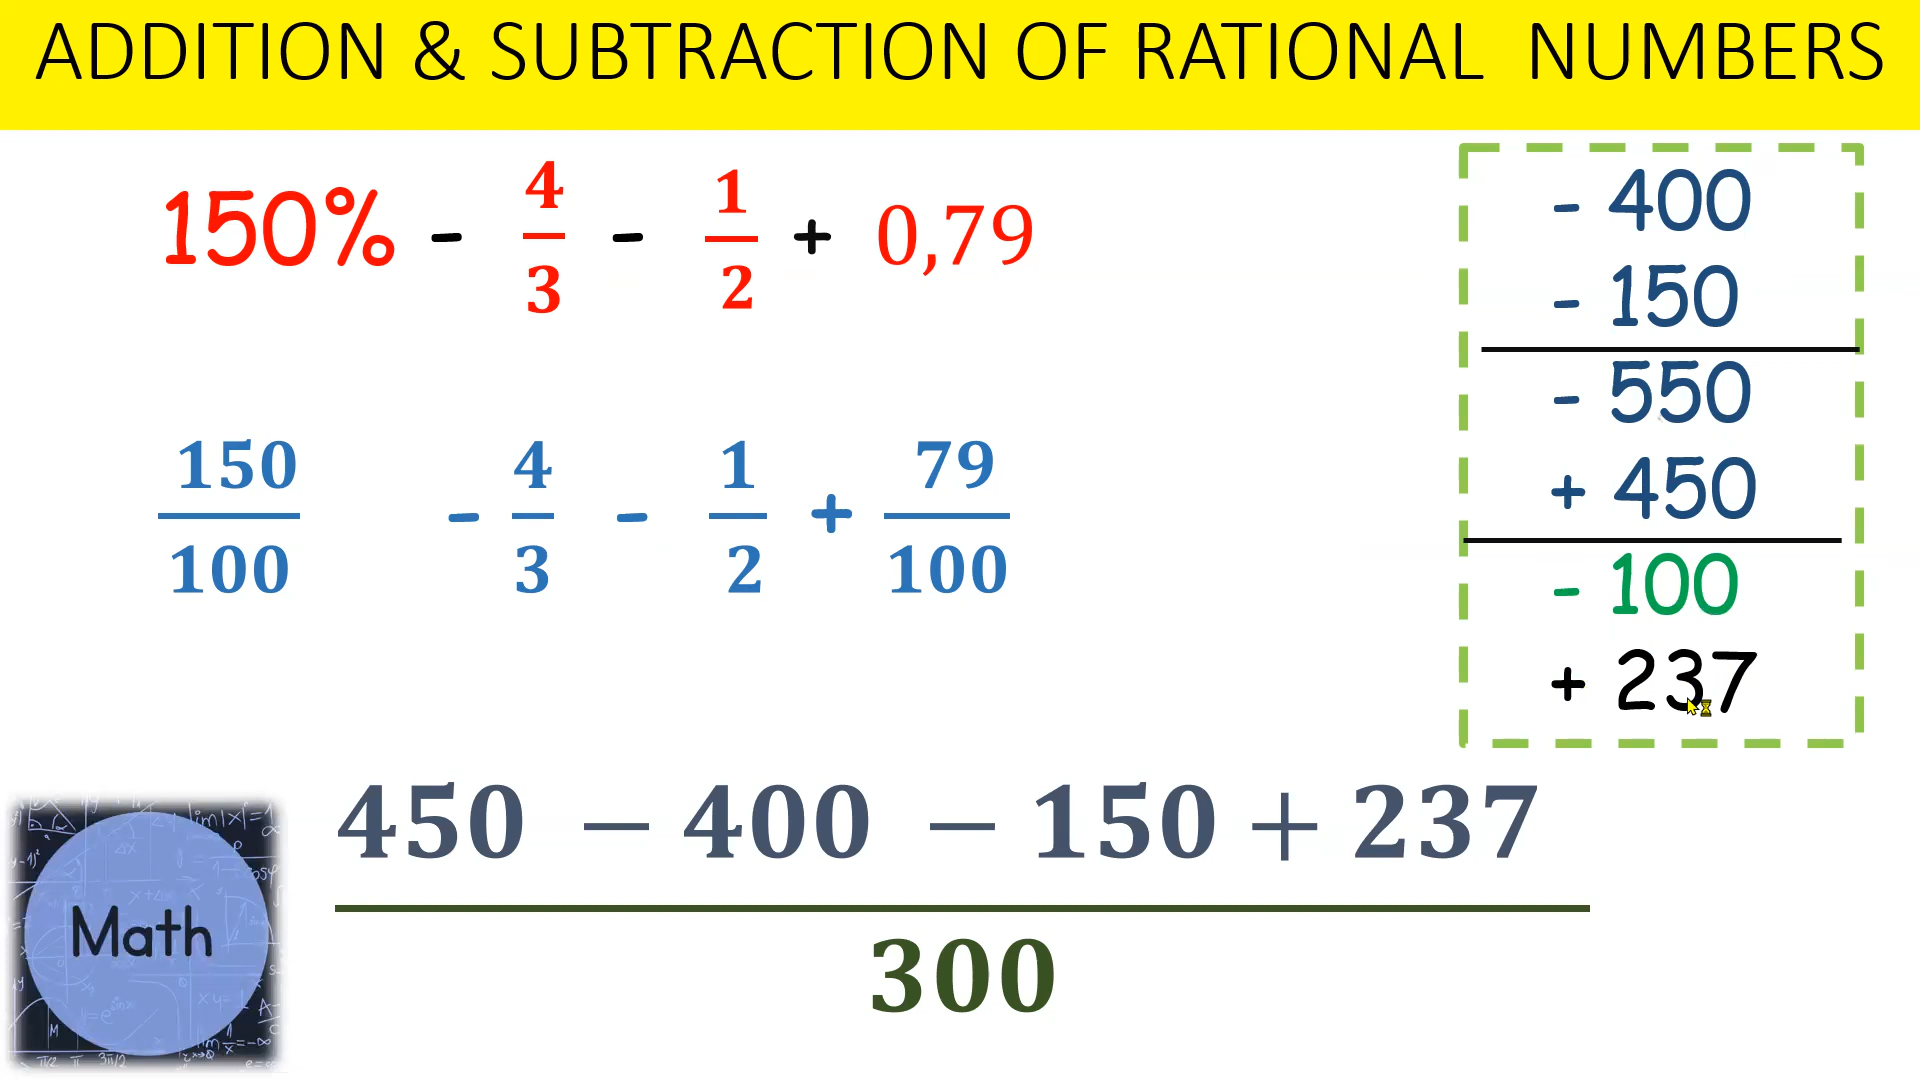 ADDITION & SUBTRACTION OF RATIONAL NUMBERS
150% - 4/3 - 1/2 + 0,79
150/100 - 4/3 - 1/2 + 79/100
450 − 400 − 150 + 237
300
- 400
- 150
- 550
+ 450
- 100
+ 237
Math